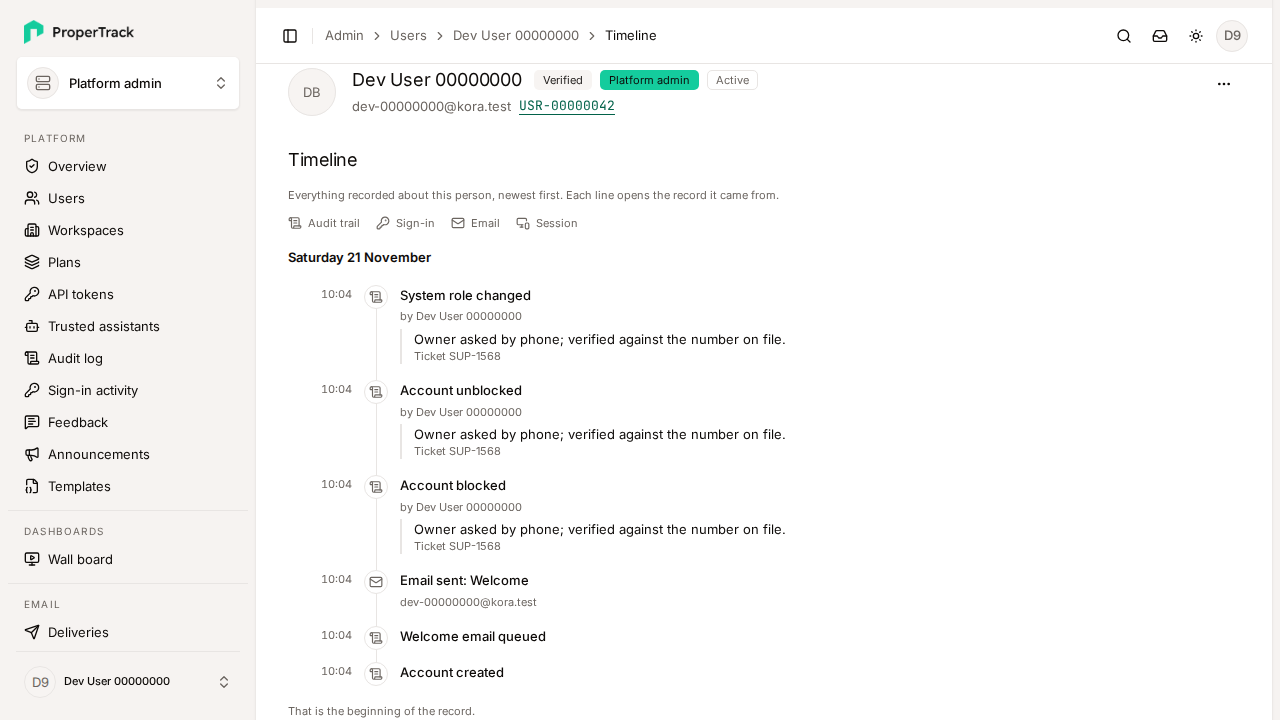 ProperTrack
Platform admin
PLATFORM
Overview
Users
Workspaces
Plans
API tokens
Trusted assistants
Audit log
Sign-in activity
Feedback
Announcements
Templates
DASHBOARDS
Wall board
EMAIL
Deliveries
D9 Dev User 00000000
Admin > Users > Dev User 00000000 > Timeline
D9
DB
Dev User 00000000 Verified Platform admin Active
dev-00000000@kora.test USR-00000042
Timeline
Everything recorded about this person, newest first. Each line opens the record it came from.
Audit trail Sign-in Email Session
Saturday 21 November
10:04 System role changed
by Dev User 00000000
Owner asked by phone; verified against the number on file.
Ticket SUP-1568
10:04 Account unblocked
by Dev User 00000000
Owner asked by phone; verified against the number on file.
Ticket SUP-1568
10:04 Account blocked
by Dev User 00000000
Owner asked by phone; verified against the number on file.
Ticket SUP-1568
10:04 Email sent: Welcome
dev-00000000@kora.test
10:04 Welcome email queued
10:04 Account created
That is the beginning of the record.